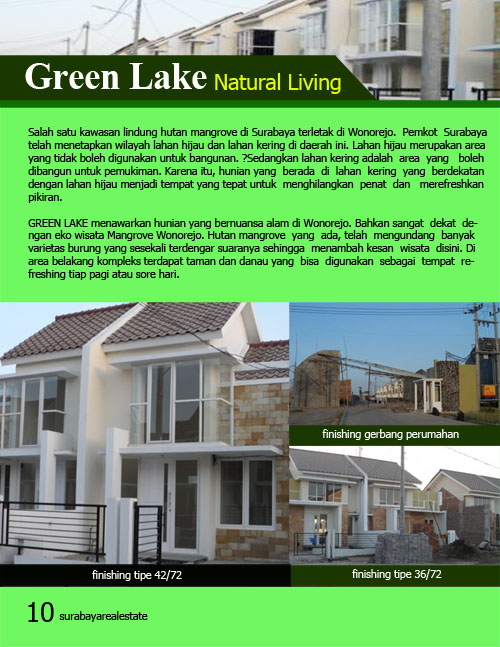 Green Lake Natural Living
Salah satu kawasan lindung hutan mangrove di Surabaya terletak di Wonorejo. Pemkot Surabaya
telah menetapkan wilayah lahan hijau dan lahan kering di daerah ini. Lahan hijau merupakan area
yang tidak boleh digunakan untuk bangunan. ?Sedangkan lahan kering adalah area yang boleh
dibangun untuk pemukiman. Karena itu, hunian yang berada di lahan kering yang berdekatan
dengan lahan hijau menjadi tempat yang tepat untuk menghilangkan penat dan merefreshkan
pikiran.
GREEN LAKE menawarkan hunian yang bernuansa alam di Wonorejo. Bahkan sangat dekat de-
ngan eko wisata Mangrove Wonorejo. Hutan mangrove yang ada, telah mengundang banyak
varietas burung yang sesekali terdengar suaranya sehingga menambah kesan wisata disini. Di
area belakang kompleks terdapat taman dan danau yang bisa digunakan sebagai tempat re-
freshing tiap pagi atau sore hari.
finishing gerbang perumahan
finishing tipe 42/72
finishing tipe 36/72
10 surabayarealestate